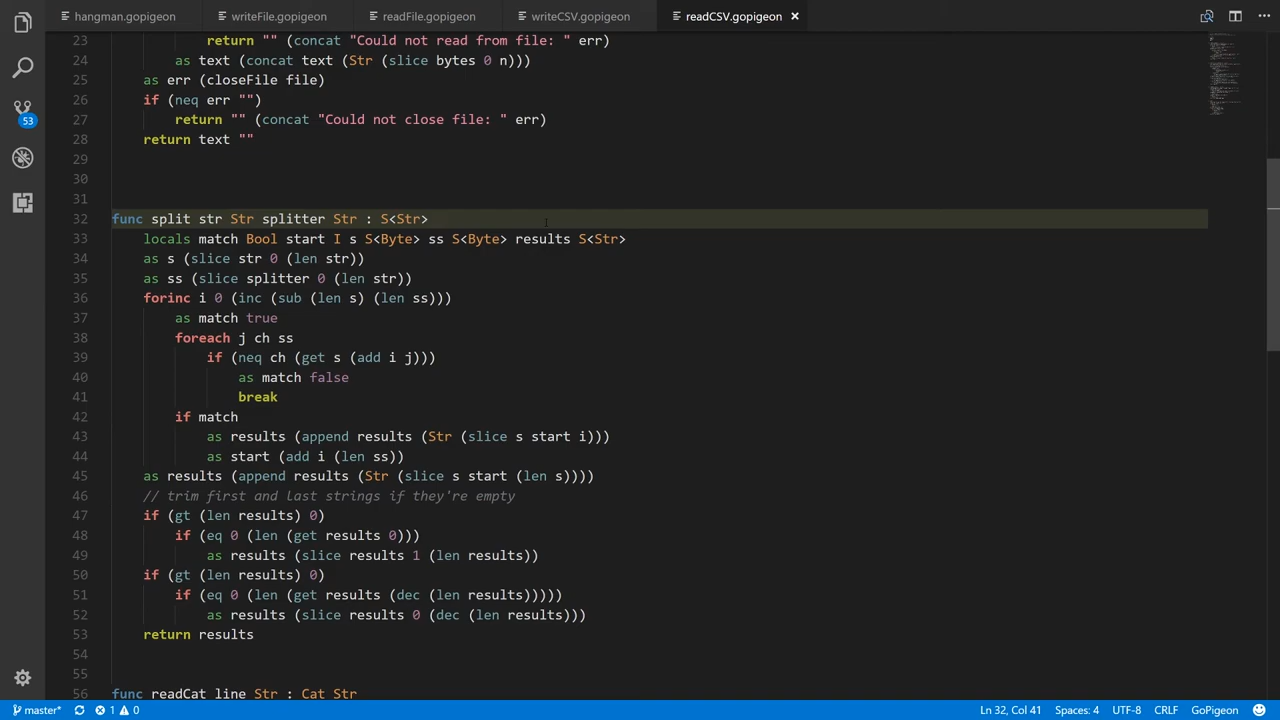 hangman.gopigeon writeFile.gopigeon readFile.gopigeon writeCSV.gopigeon readCSV.gopigeon ×
23 return "" (concat "Could not read from file: " err)
24 as text (concat text (Str (slice bytes 0 n)))
25 as err (closeFile file)
26 if (neq err "")
27 return "" (concat "Could not close file: " err)
28 return text ""
29
30
31
32 func split str Str splitter Str : S<Str>
33 locals match Bool start I s S<Byte> ss S<Byte> results S<Str>
34 as s (slice str 0 (len str))
35 as ss (slice splitter 0 (len str))
36 forinc i 0 (inc (sub (len s) (len ss)))
37 as match true
38 foreach j ch ss
39 if (neq ch (get s (add i j)))
40 as match false
41 break
42 if match
43 as results (append results (Str (slice s start i)))
44 as start (add i (len ss))
45 as results (append results (Str (slice s start (len s))))
46 // trim first and last strings if they're empty
47 if (gt (len results) 0)
48 if (eq 0 (len (get results 0)))
49 as results (slice results 1 (len results))
50 if (gt (len results) 0)
51 if (eq 0 (len (get results (dec (len results)))))
52 as results (slice results 0 (dec (len results)))
53 return results
54
55
56 func readCat line Str : Cat Str
53
master* 1 0 Ln 32, Col 41 Spaces: 4 UTF-8 CRLF GoPigeon